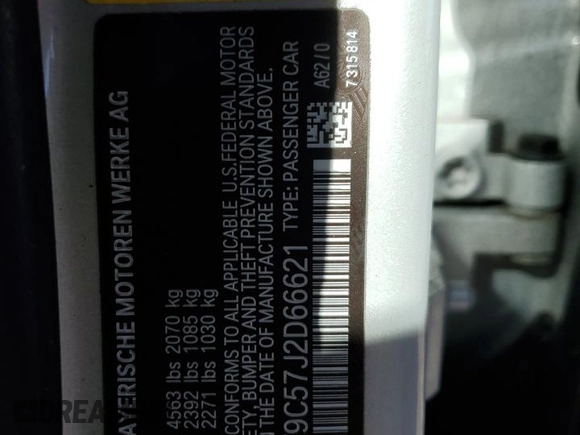 AYERISCHE MOTOREN WERKE AG
4563 lbs 2070 kg
2392 lbs 1085 kg
2271 lbs 1030 kg
CONFORMS TO ALL APPLICABLE U.S.FEDERAL MOTOR
ETY, BUMPER AND THEFT PREVENTION STANDARDS
N THE DATE OF MANUFACTURE SHOWN ABOVE.
9C57J2D66621 TYPE: PASSENGER CAR
A62/0
7315814